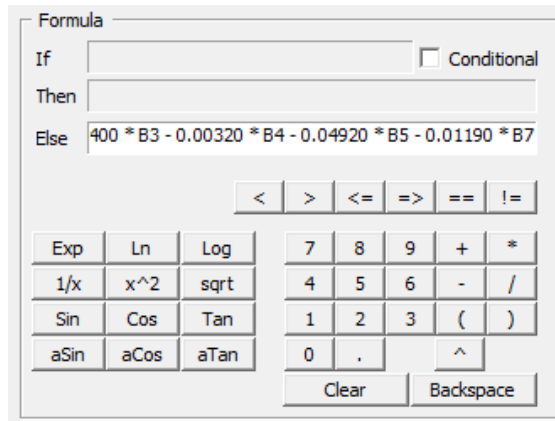 Formula
If
Conditional
Then
Else 400 * B3 - 0.00320 * B4 - 0.04920 * B5 - 0.01190 * B7
< > <= => == !=
Exp Ln Log 7 8 9 + *
1/x x^2 sqrt 4 5 6 - /
Sin Cos Tan 1 2 3 ( )
aSin aCos aTan 0 . ^
Clear Backspace